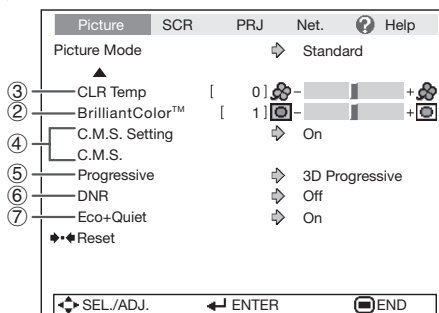 Picture SCR PRJ Net. ? Help
Picture Mode Standard
③ CLR Temp [ 0 ] - +
② BrilliantColor™ [ 1 ] - +
④ C.M.S. Setting On
C.M.S.
⑤ Progressive 3D Progressive
⑥ DNR Off
⑦ Eco+Quiet On
Reset
SEL./ADJ. ENTER END